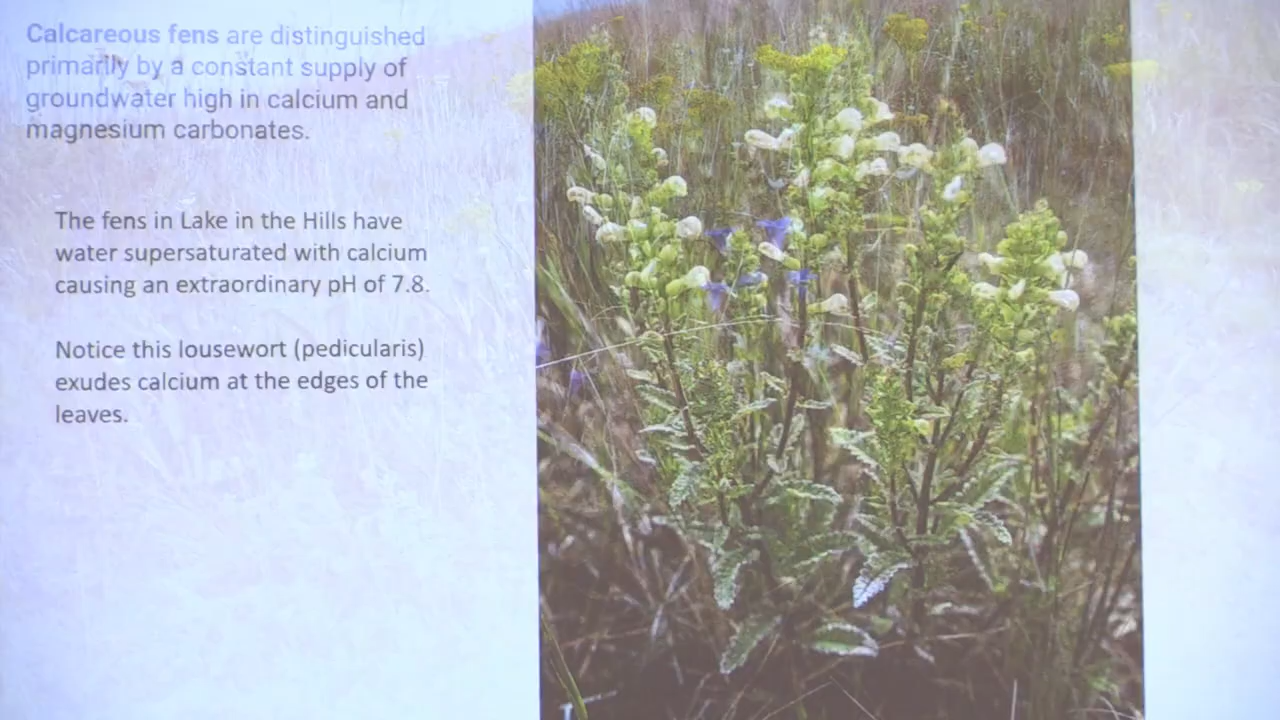 Calcareous fens are distinguished
primarily by a constant supply of
groundwater high in calcium and
magnesium carbonates.
The fens in Lake in the Hills have
water supersaturated with calcium
causing an extraordinary pH of 7.8.
Notice this lousewort (pedicularis)
exudes calcium at the edges of the
leaves.